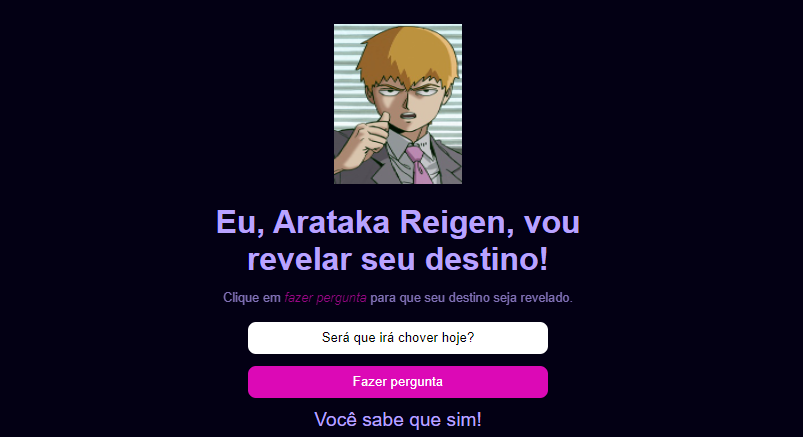 Eu, Arataka Reigen, vou
revelar seu destino!
Clique em fazer pergunta para que seu destino seja revelado.
Será que irá chover hoje?
Fazer pergunta
Você sabe que sim!